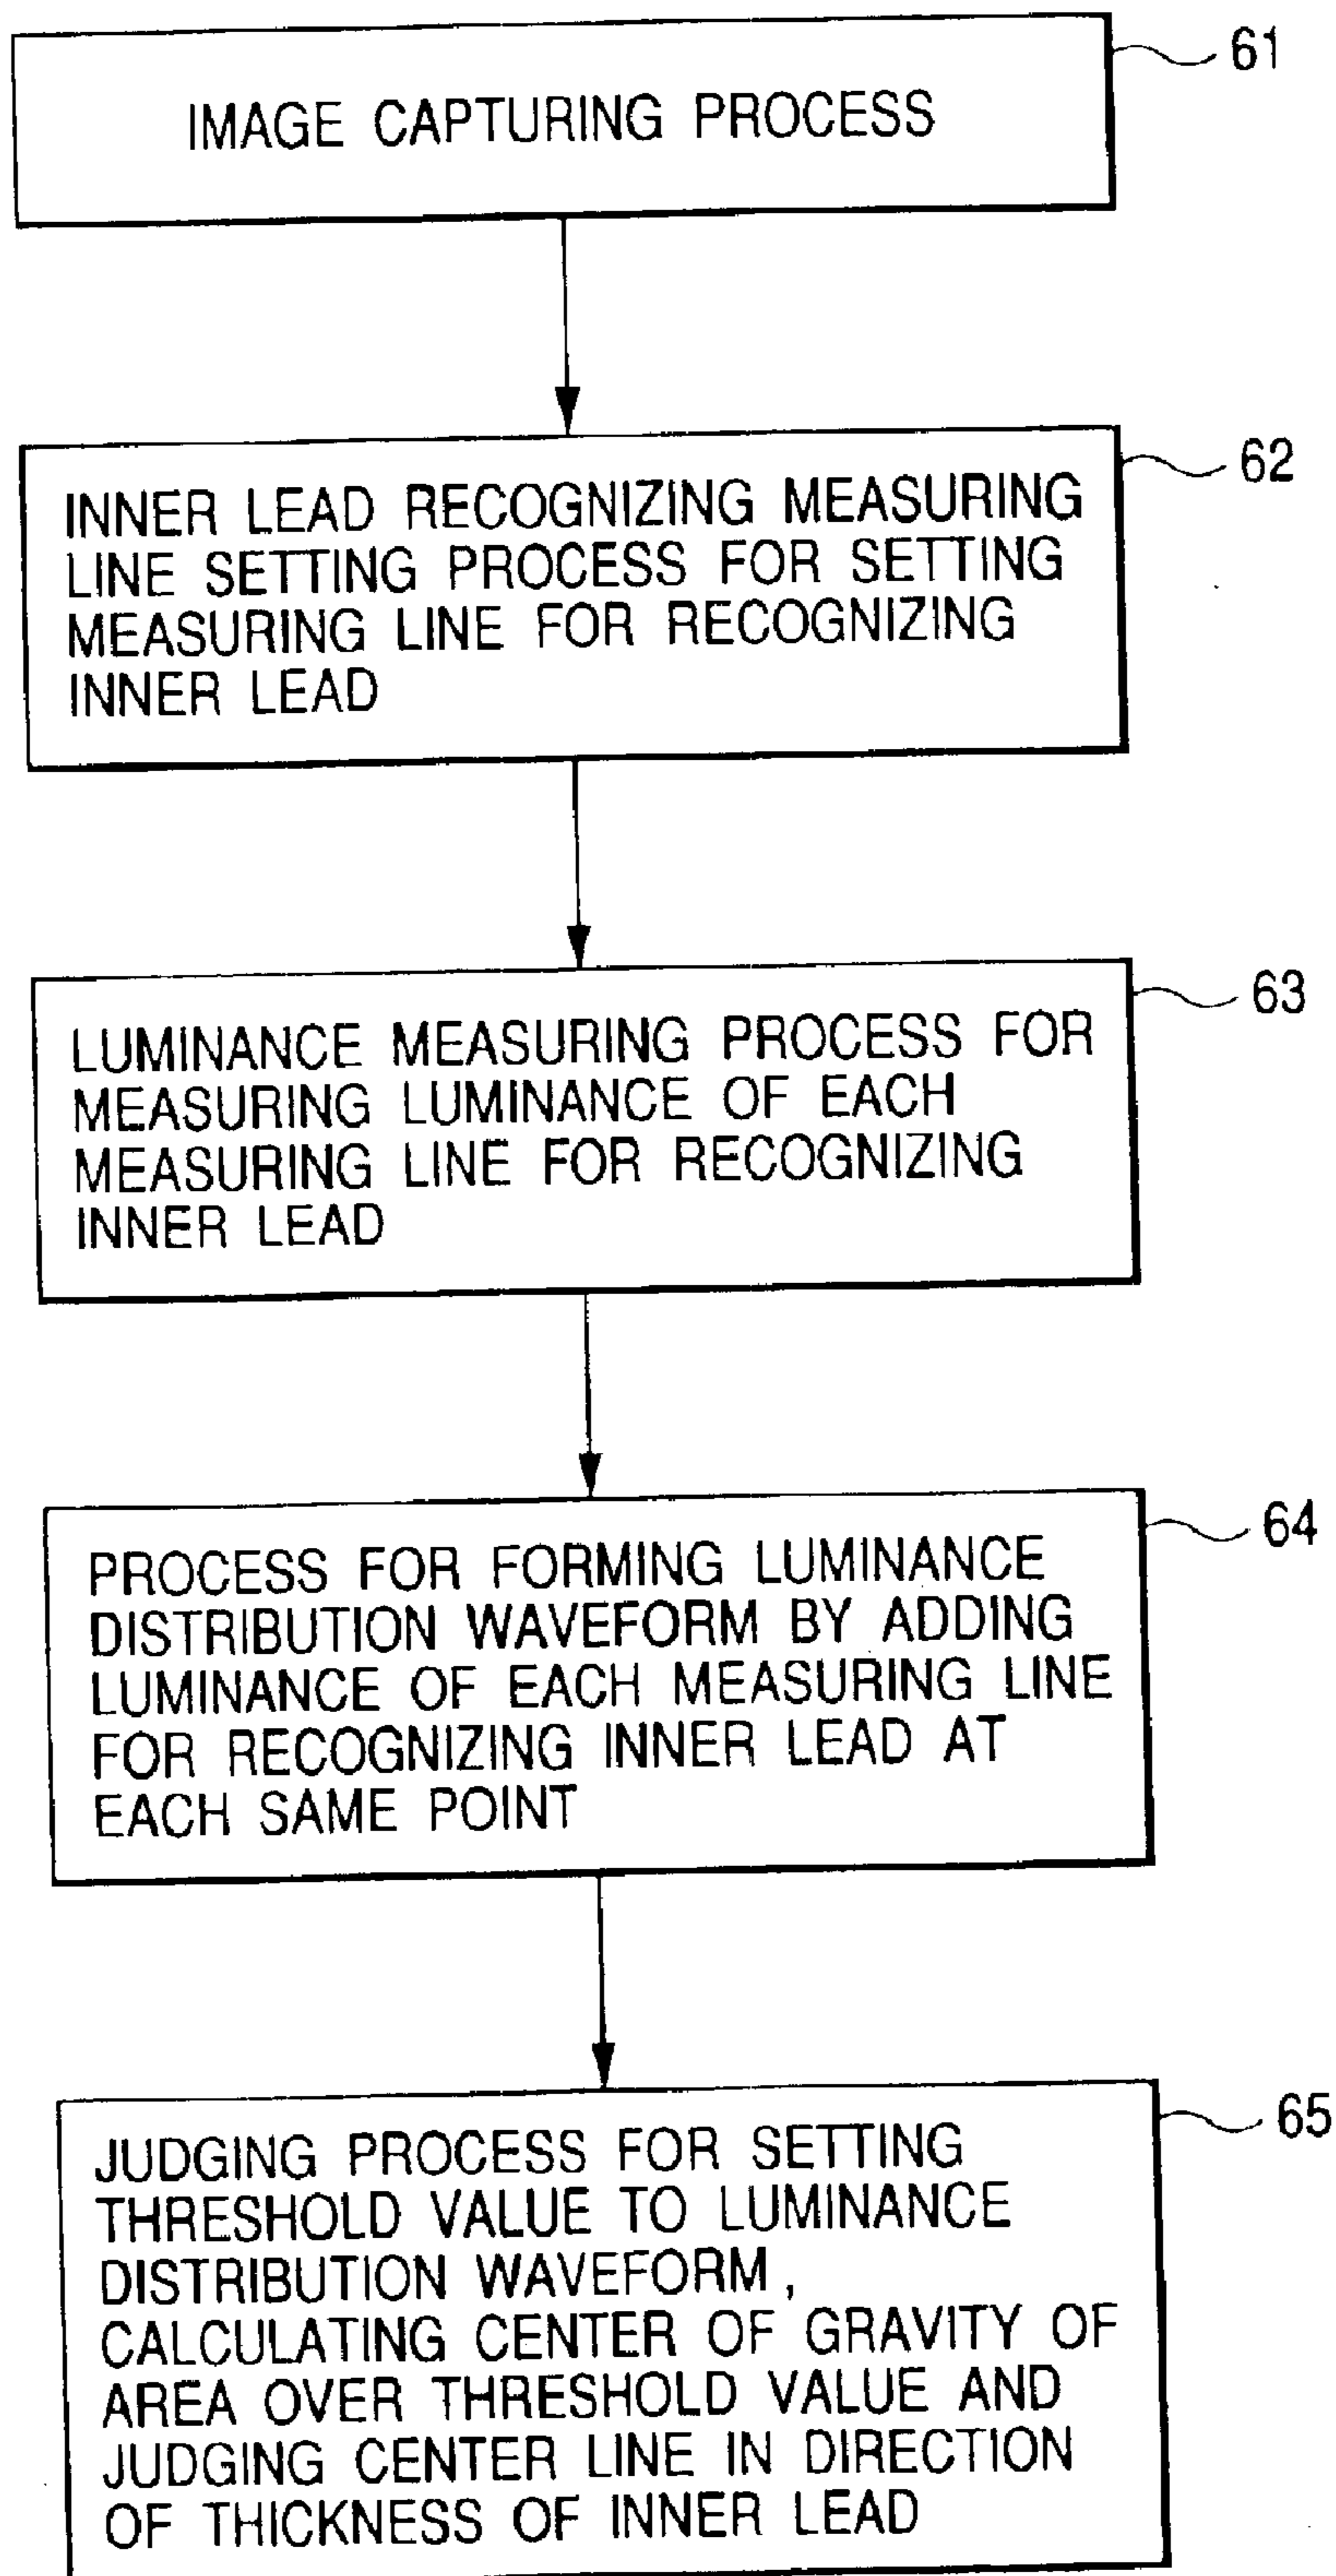 61
IMAGE CAPTURING PROCESS
62
INNER LEAD RECOGNIZING MEASURING
LINE SETTING PROCESS FOR SETTING
MEASURING LINE FOR RECOGNIZING
INNER LEAD
63
LUMINANCE MEASURING PROCESS FOR
MEASURING LUMINANCE OF EACH
MEASURING LINE FOR RECOGNIZING
INNER LEAD
64
PROCESS FOR FORMING LUMINANCE
DISTRIBUTION WAVEFORM BY ADDING
LUMINANCE OF EACH MEASURING LINE
FOR RECOGNIZING INNER LEAD AT
EACH SAME POINT
65
JUDGING PROCESS FOR SETTING
THRESHOLD VALUE TO LUMINANCE
DISTRIBUTION WAVEFORM,
CALCULATING CENTER OF GRAVITY OF
AREA OVER THRESHOLD VALUE AND
JUDGING CENTER LINE IN DIRECTION
OF THICKNESS OF INNER LEAD